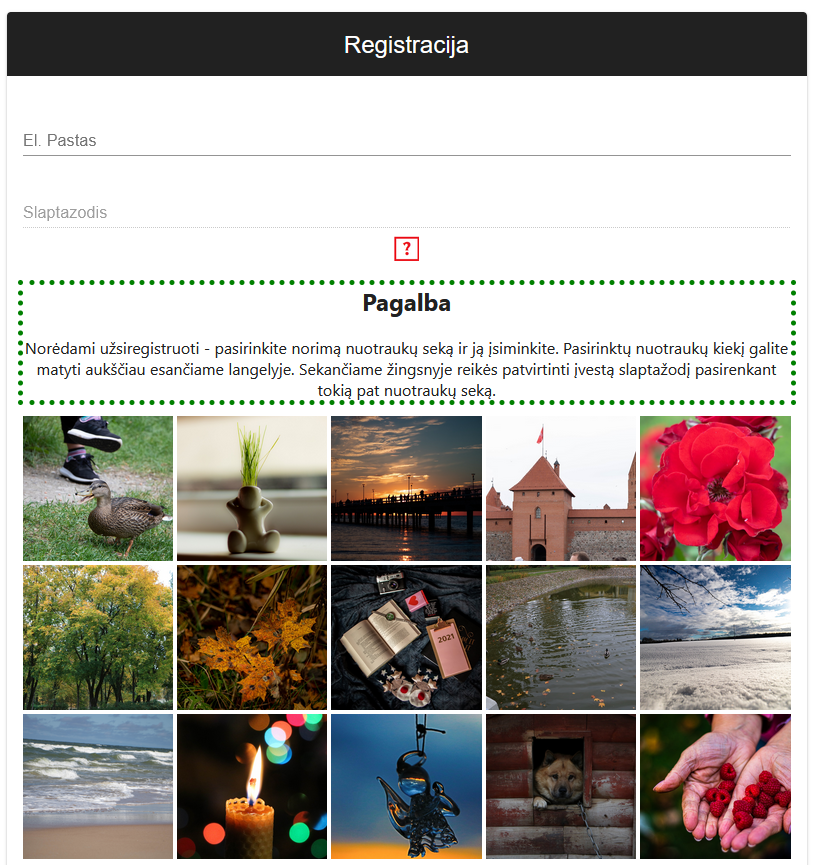 Registracija
El. Pastas
Slaptazodis
?
Pagalba
Norėdami užsiregistruoti - pasirinkite norimą nuotraukų seką ir ją įsiminkite. Pasirinktų nuotraukų kiekį galite
matyti aukščiau esančiame langelyje. Sekančiame žingsnyje reikės patvirtinti įvestą slaptažodį pasirenkant
tokią pat nuotraukų seką.
2021